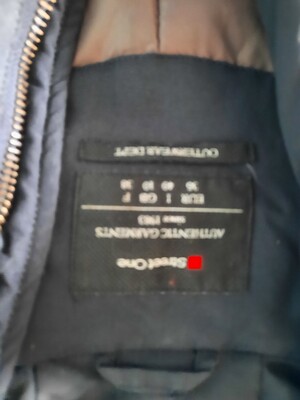 Street One
AUTHENTIC GARMENTS
since 1983
EUR I GB F
36 40 10 38
OUTERWEAR DEPT